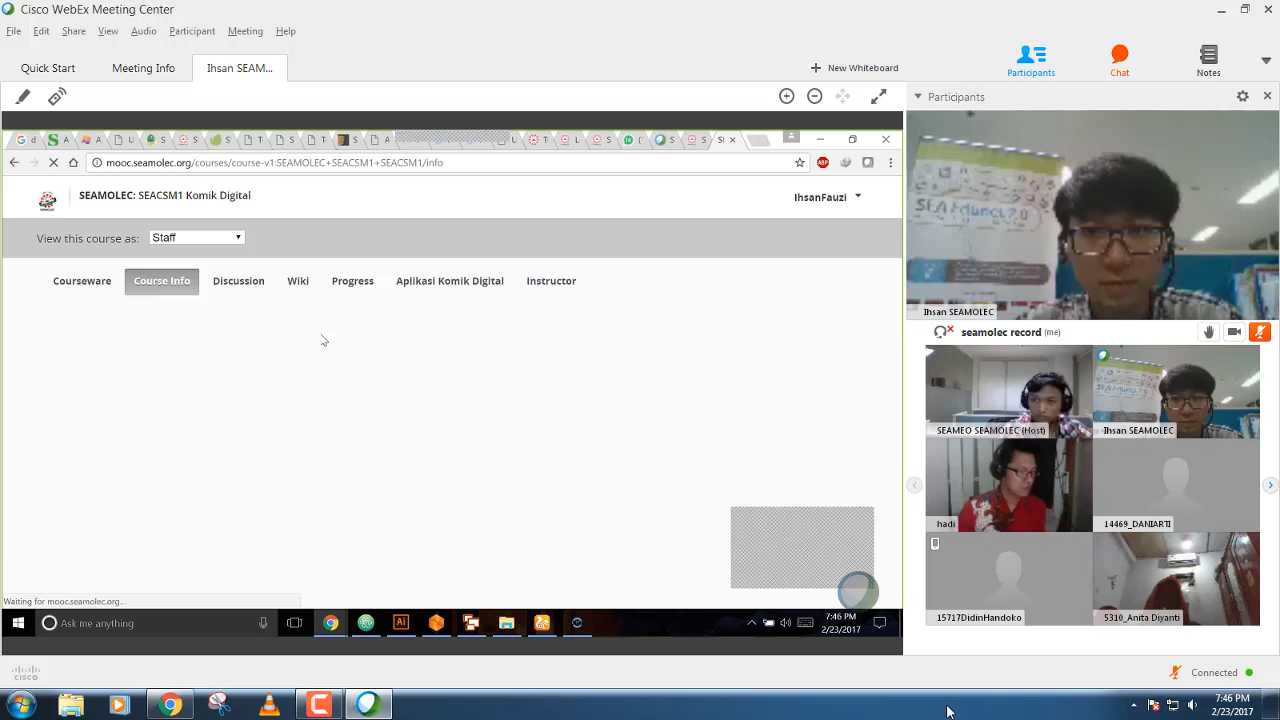 Cisco WebEx Meeting Center
File Edit Share View Audio Participant Meeting Help
Quick Start Meeting Info Ihsan SEAM...
New Whiteboard
Participants Chat Notes
Participants
mooc.seamolec.org/courses/course-v1:SEAMOLEC+SEACSM1+SEACSM1/info
ABP
SEAMOLEC: SEACSM1 Komik Digital
IhsanFauzi
View this course as: Staff
Courseware Course Info Discussion Wiki Progress Aplikasi Komik Digital Instructor
Waiting for mooc.seamolec.org...
Ask me anything
Ai
7:46 PM
2/23/2017
Ihsan SEAMOLEC
seamolec record (me)
SEAMEO SEAMOLEC (Host)
Ihsan SEAMOLEC
hadi
14469_DANIARTI
15717DidinHandoko
5310_Anita Diyanti
cisco
Connected
7:46 PM
2/23/2017